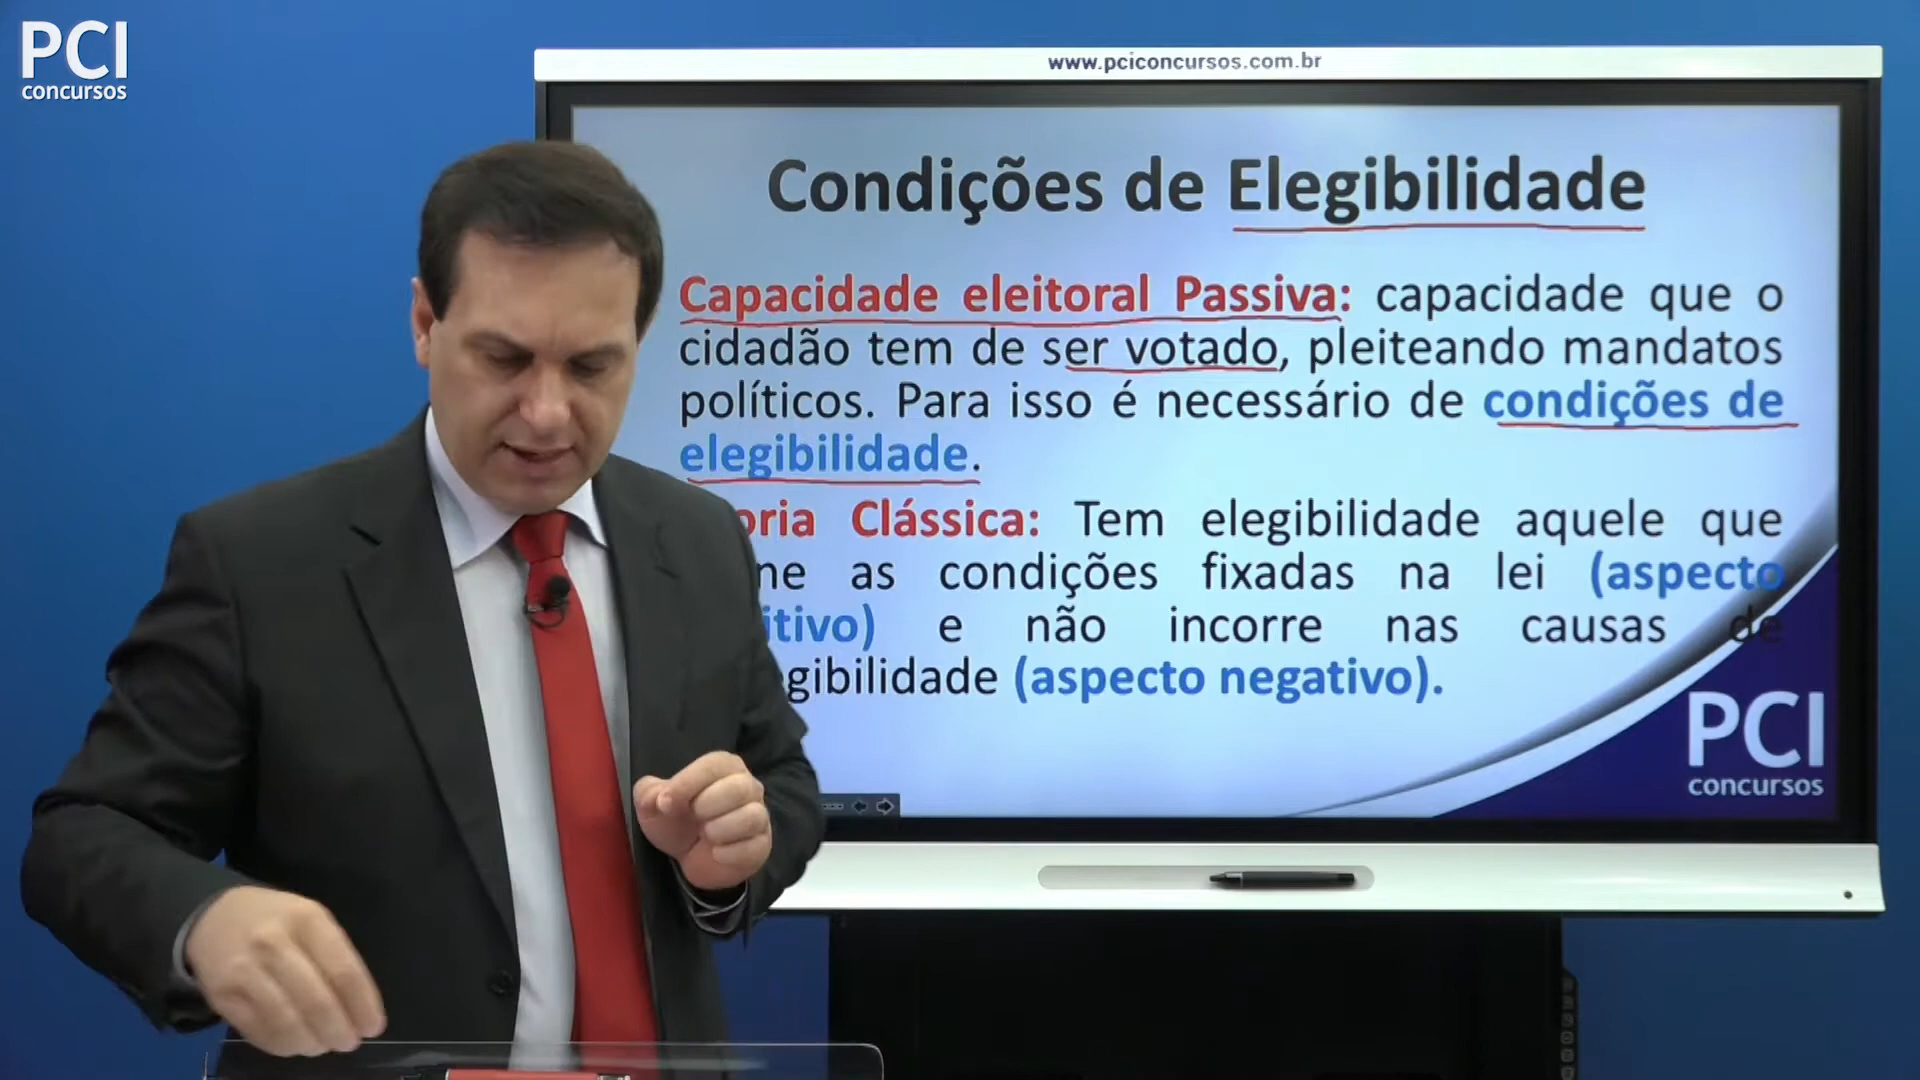 PCI
concursos
www.pciconcursos.com.br
Condições de Elegibilidade
Capacidade eleitoral Passiva: capacidade que o
cidadão tem de ser votado, pleiteando mandatos
políticos. Para isso é necessário de condições de
elegibilidade.
oria Clássica: Tem elegibilidade aquele que
ne as condições fixadas na lei (aspecto
itivo) e não incorre nas causas de
gibilidade (aspecto negativo).
PCI
concursos